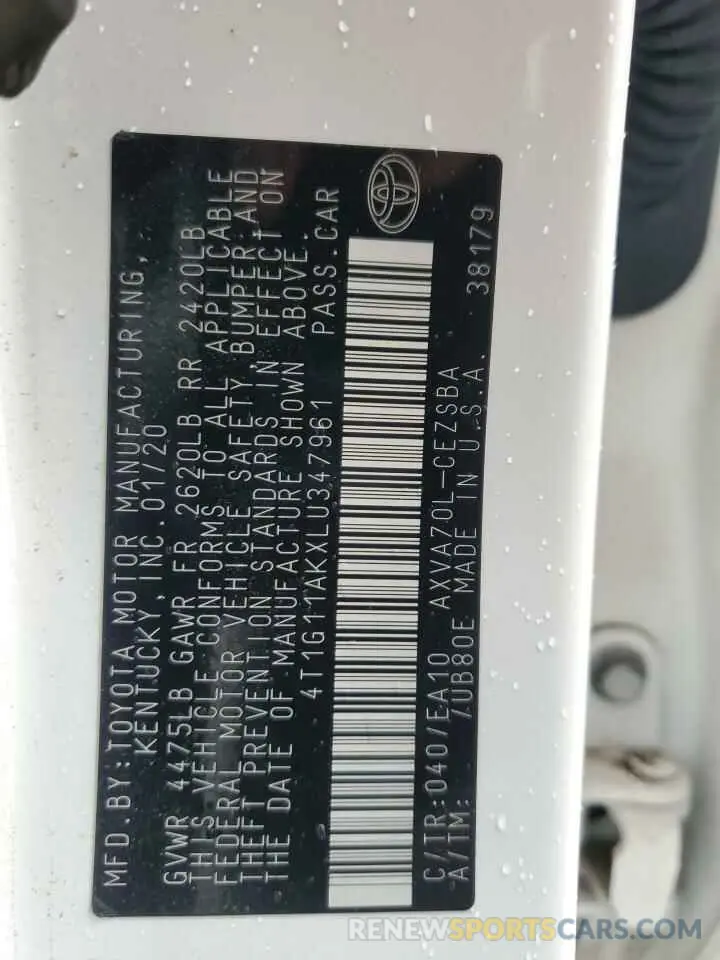 MFD.BY:TOYOTA MOTOR MANUFACTURING,
KENTUCKY,INC.01/20
GVWR 4475LB GAWR FR 2620LB RR 2420LB
THIS VEHICLE CONFORMS TO ALL APPLICABLE
FEDERAL MOTOR VEHICLE SAFETY, BUMPER,AND
THEFT PREVENTION STANDARDS IN EFFECT ON
THE DATE OF MANUFACTURE SHOWN ABOVE.
4T1G11AKXLU347961 PASS.CAR
C/TR:040/EA10 AXVA70L-CEZSBA
A/TM: /UB80E MADE IN U.S.A. 38179
RENEWSPORTSCARS.COM